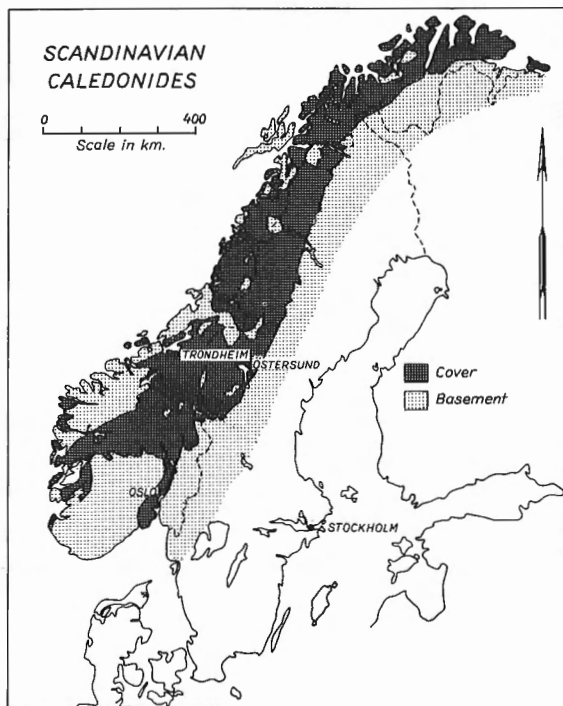 SCANDINAVIAN
CALEDONIDES
0 400
Scale in km.
TRONDHEIM
ÖSTERSUND
Cover
Basement
OSLO
STOCKHOLM